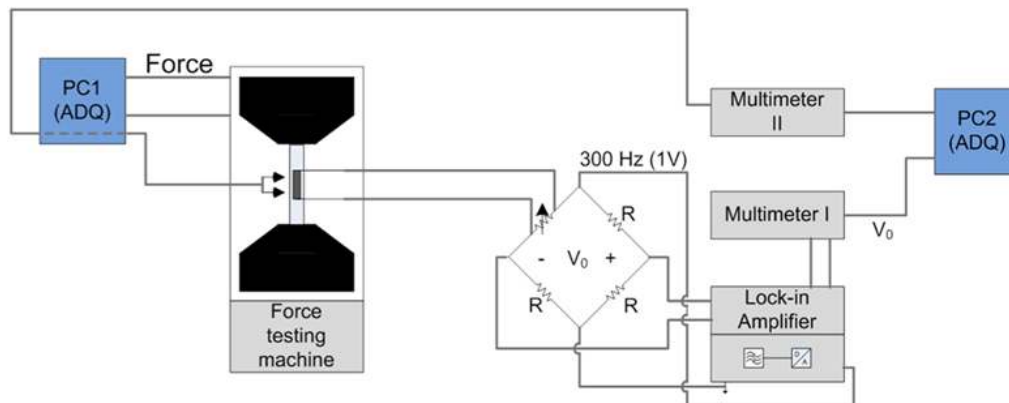 PC1
(ADQ)
Force
Force
testing
machine
300 Hz (1V)
R
- V₀ +
R
R
Multimeter
II
PC2
(ADQ)
Multimeter I
V₀
Lock-in
Amplifier
D/A